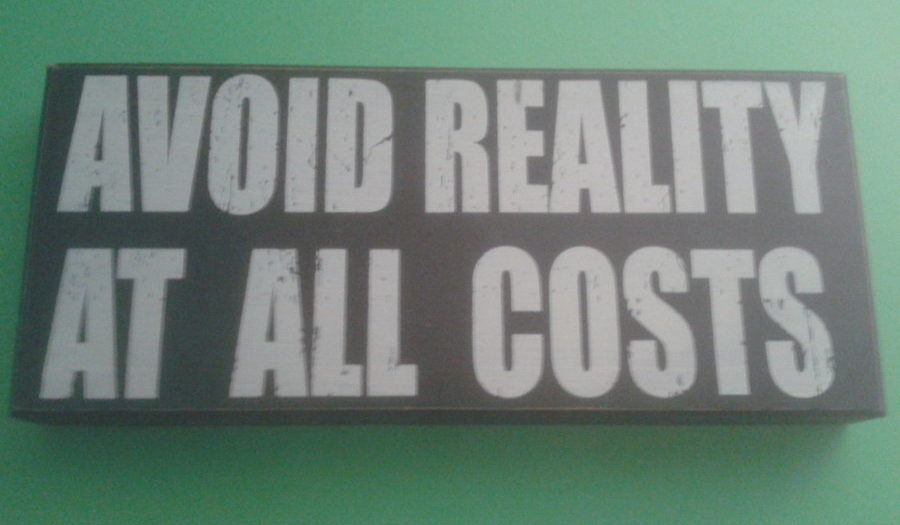 AVOID REALITY
AT ALL COSTS